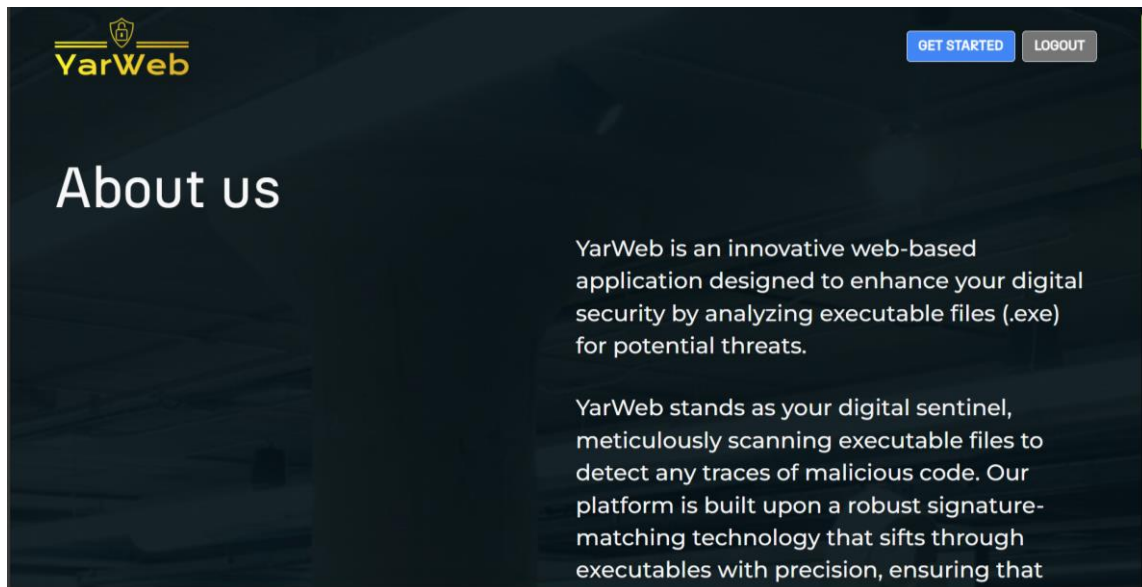 YarWeb
GET STARTED
LOGOUT
About us
YarWeb is an innovative web-based
application designed to enhance your digital
security by analyzing executable files (.exe)
for potential threats.
YarWeb stands as your digital sentinel,
meticulously scanning executable files to
detect any traces of malicious code. Our
platform is built upon a robust signature-
matching technology that sifts through
executables with precision, ensuring that